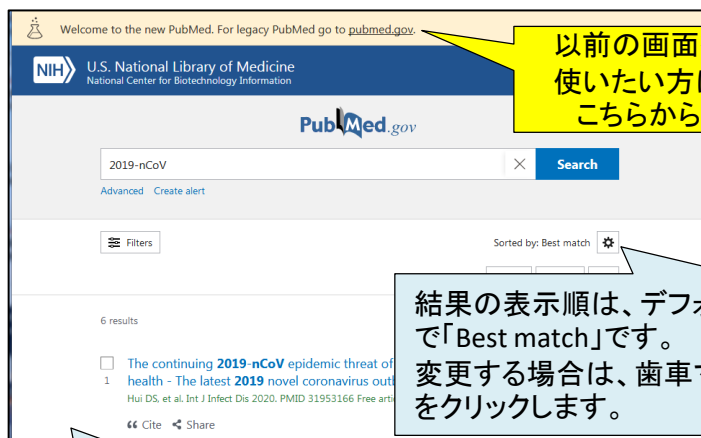 Welcome to the new PubMed. For legacy PubMed go to pubmed.gov.
以前の画面
使いたい方に
こちらから
NIH
U.S. National Library of Medicine
National Center for Biotechnology Information
PubMed.gov
2019-nCoV
Search
Advanced Create alert
Filters
Sorted by: Best match
結果の表示順は、デフォ
で「Best match」です。
変更する場合は、歯車マ
をクリックします。
6 results
The continuing 2019-nCoV epidemic threat of
1 health - The latest 2019 novel coronavirus out
Hui DS, et al. Int J Infect Dis 2020. PMID 31953166 Free arti
Cite Share